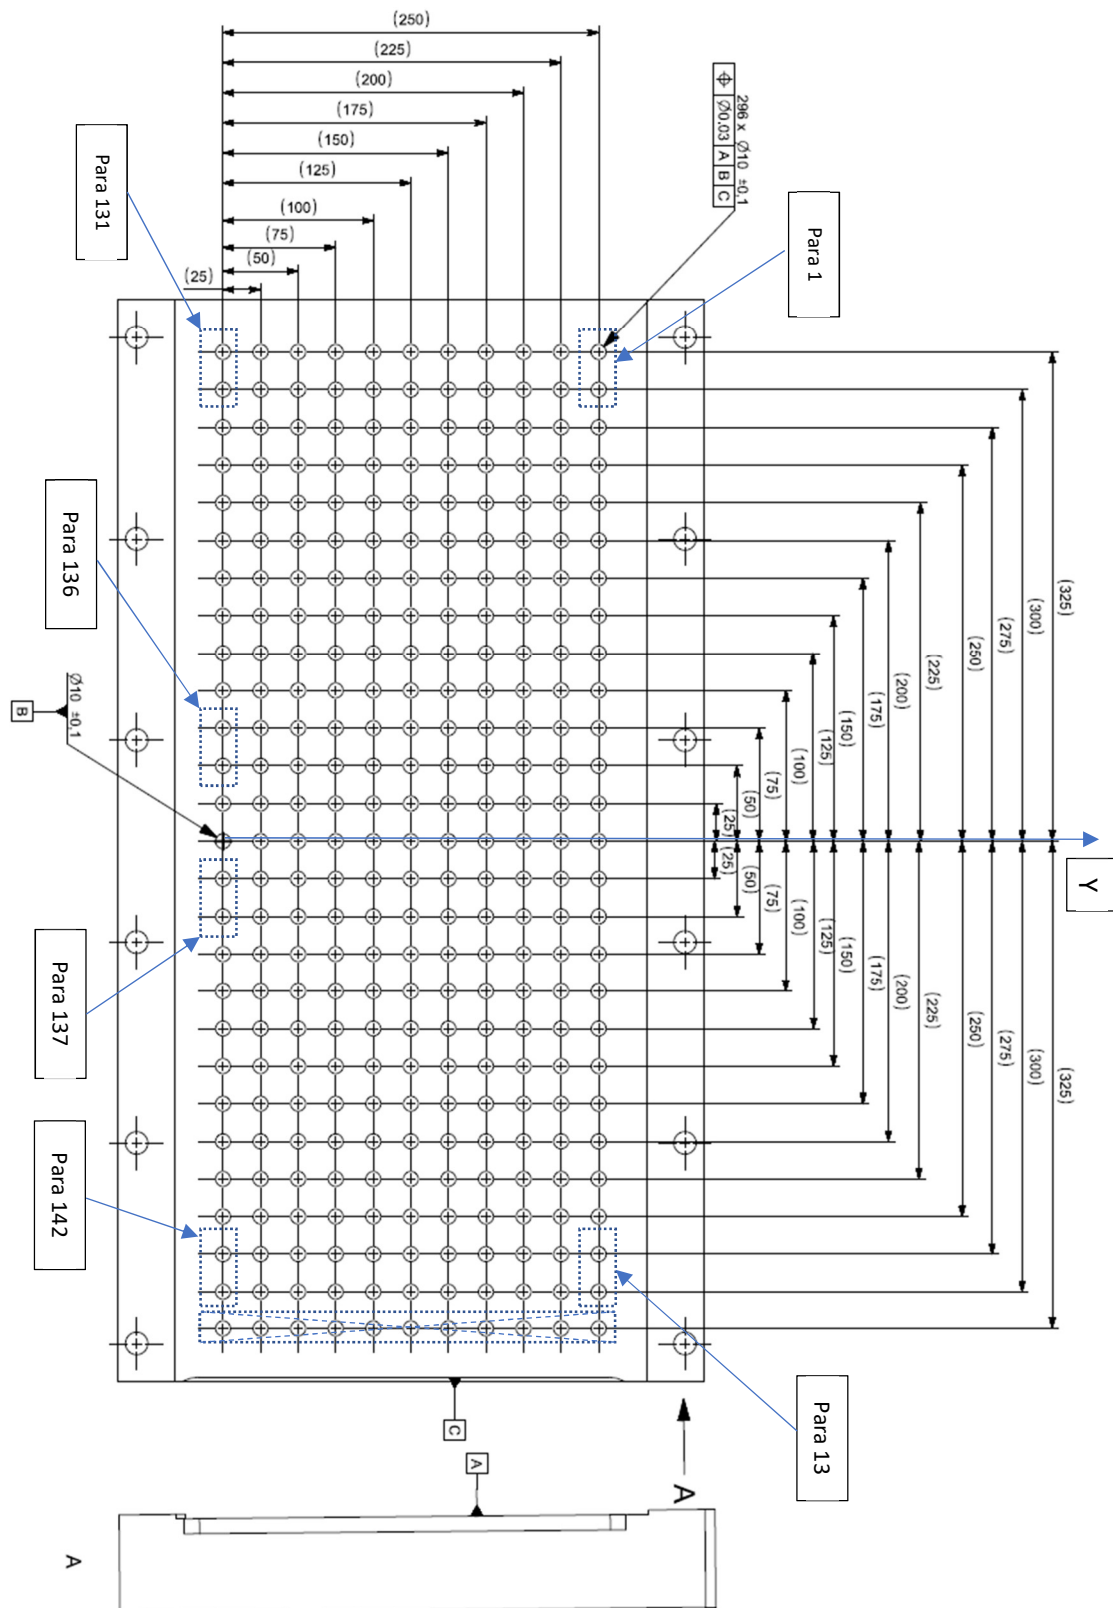 (250)
(225)
(200)
(175)
(150)
(125)
(100)
(75)
(50)
(25)
296 x Ø10 ±0,1
⌖ Ø0.03 A B C
Para 131
Para 1
Para 136
Ø10 ±0,1
B
Para 137
Para 142
Para 13
(325)
(300)
(275)
(250)
(225)
(200)
(175)
(150)
(125)
(100)
(75)
(50)
(25)
Y
(25)
(50)
(75)
(100)
(125)
(150)
(175)
(200)
(225)
(250)
(275)
(300)
(325)
C
A
A
A